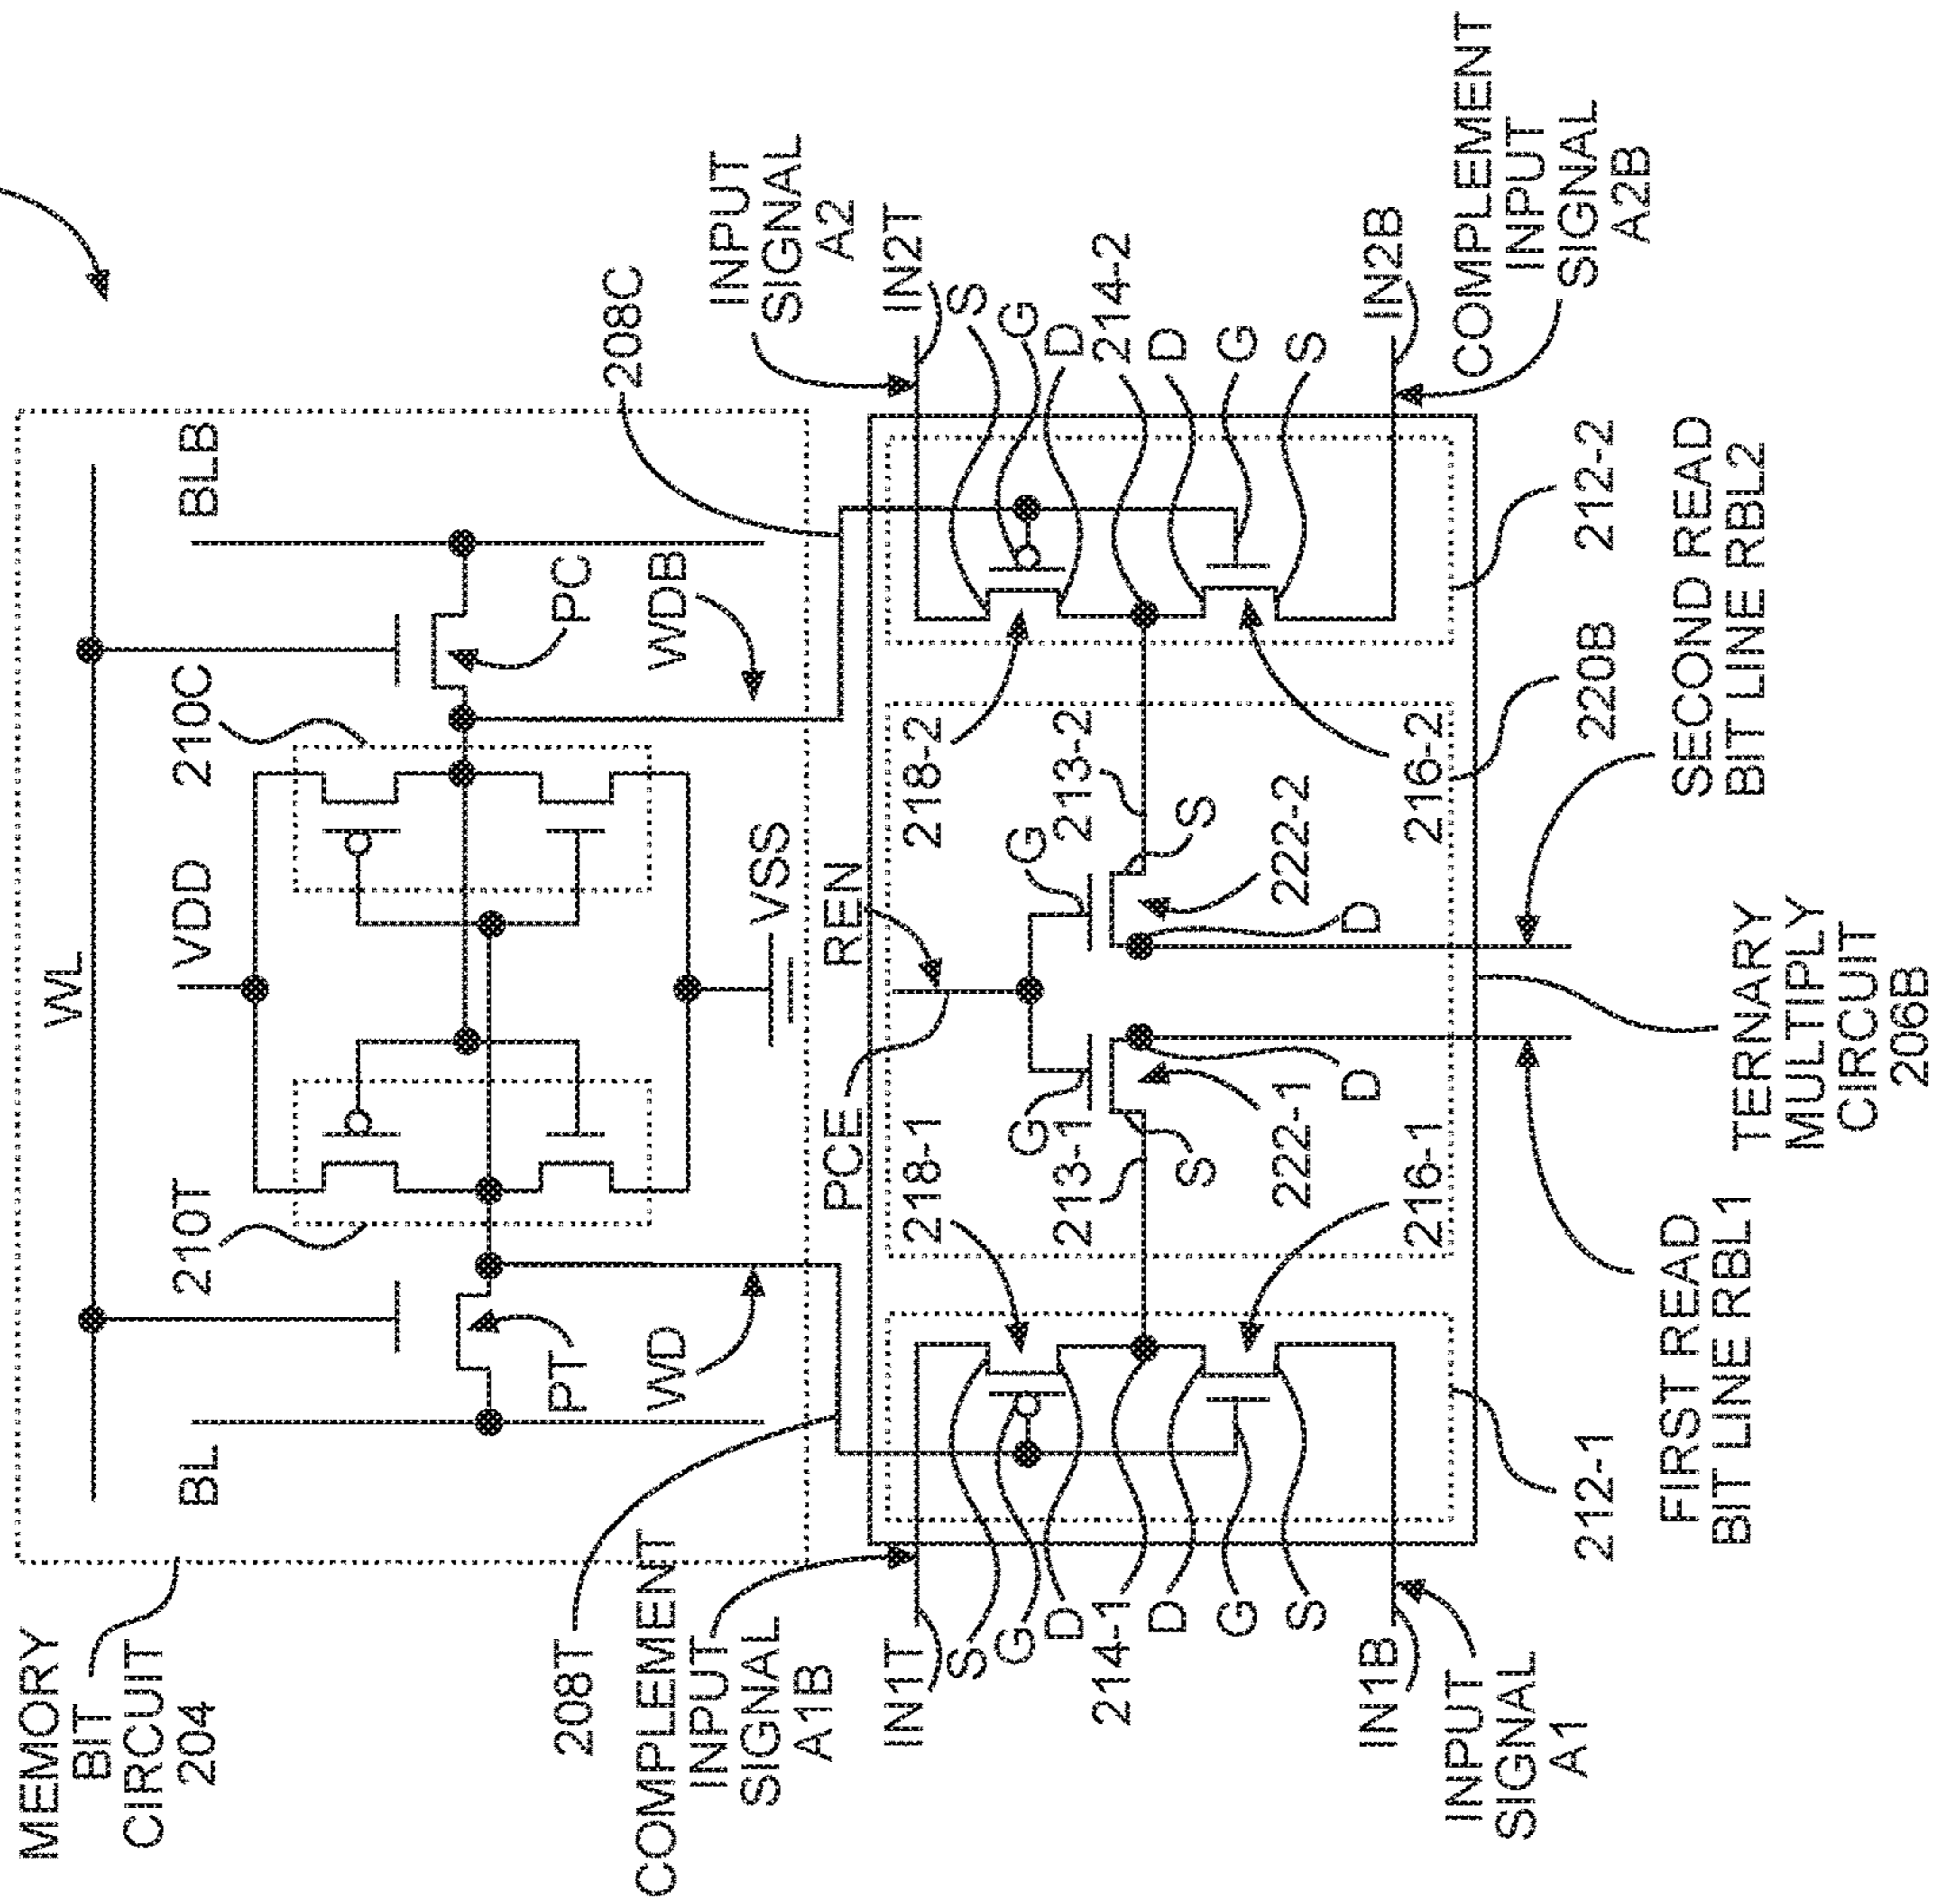 MEMORY
BIT
CIRCUIT
204
WL
BL
BLB
210T
VDD
210C
PT
PC
WD
WDB
VSS
208T
208C
COMPLEMENT
INPUT
SIGNAL
A1B
INPUT
SIGNAL
A2
PCE
REN
IN1T
IN2T
218-1
218-2
S
S
G
G
D
D
G
G
213-1
213-2
214-1
214-2
D
D
S
S
G
G
222-1
222-2
S
S
D
D
IN1B
IN2B
216-1
216-2
INPUT
SIGNAL
A1
COMPLEMENT
INPUT
SIGNAL
A2B
212-1
220B
212-2
FIRST READ
BIT LINE RBL1
SECOND READ
BIT LINE RBL2
TERNARY
MULTIPLY
CIRCUIT
206B